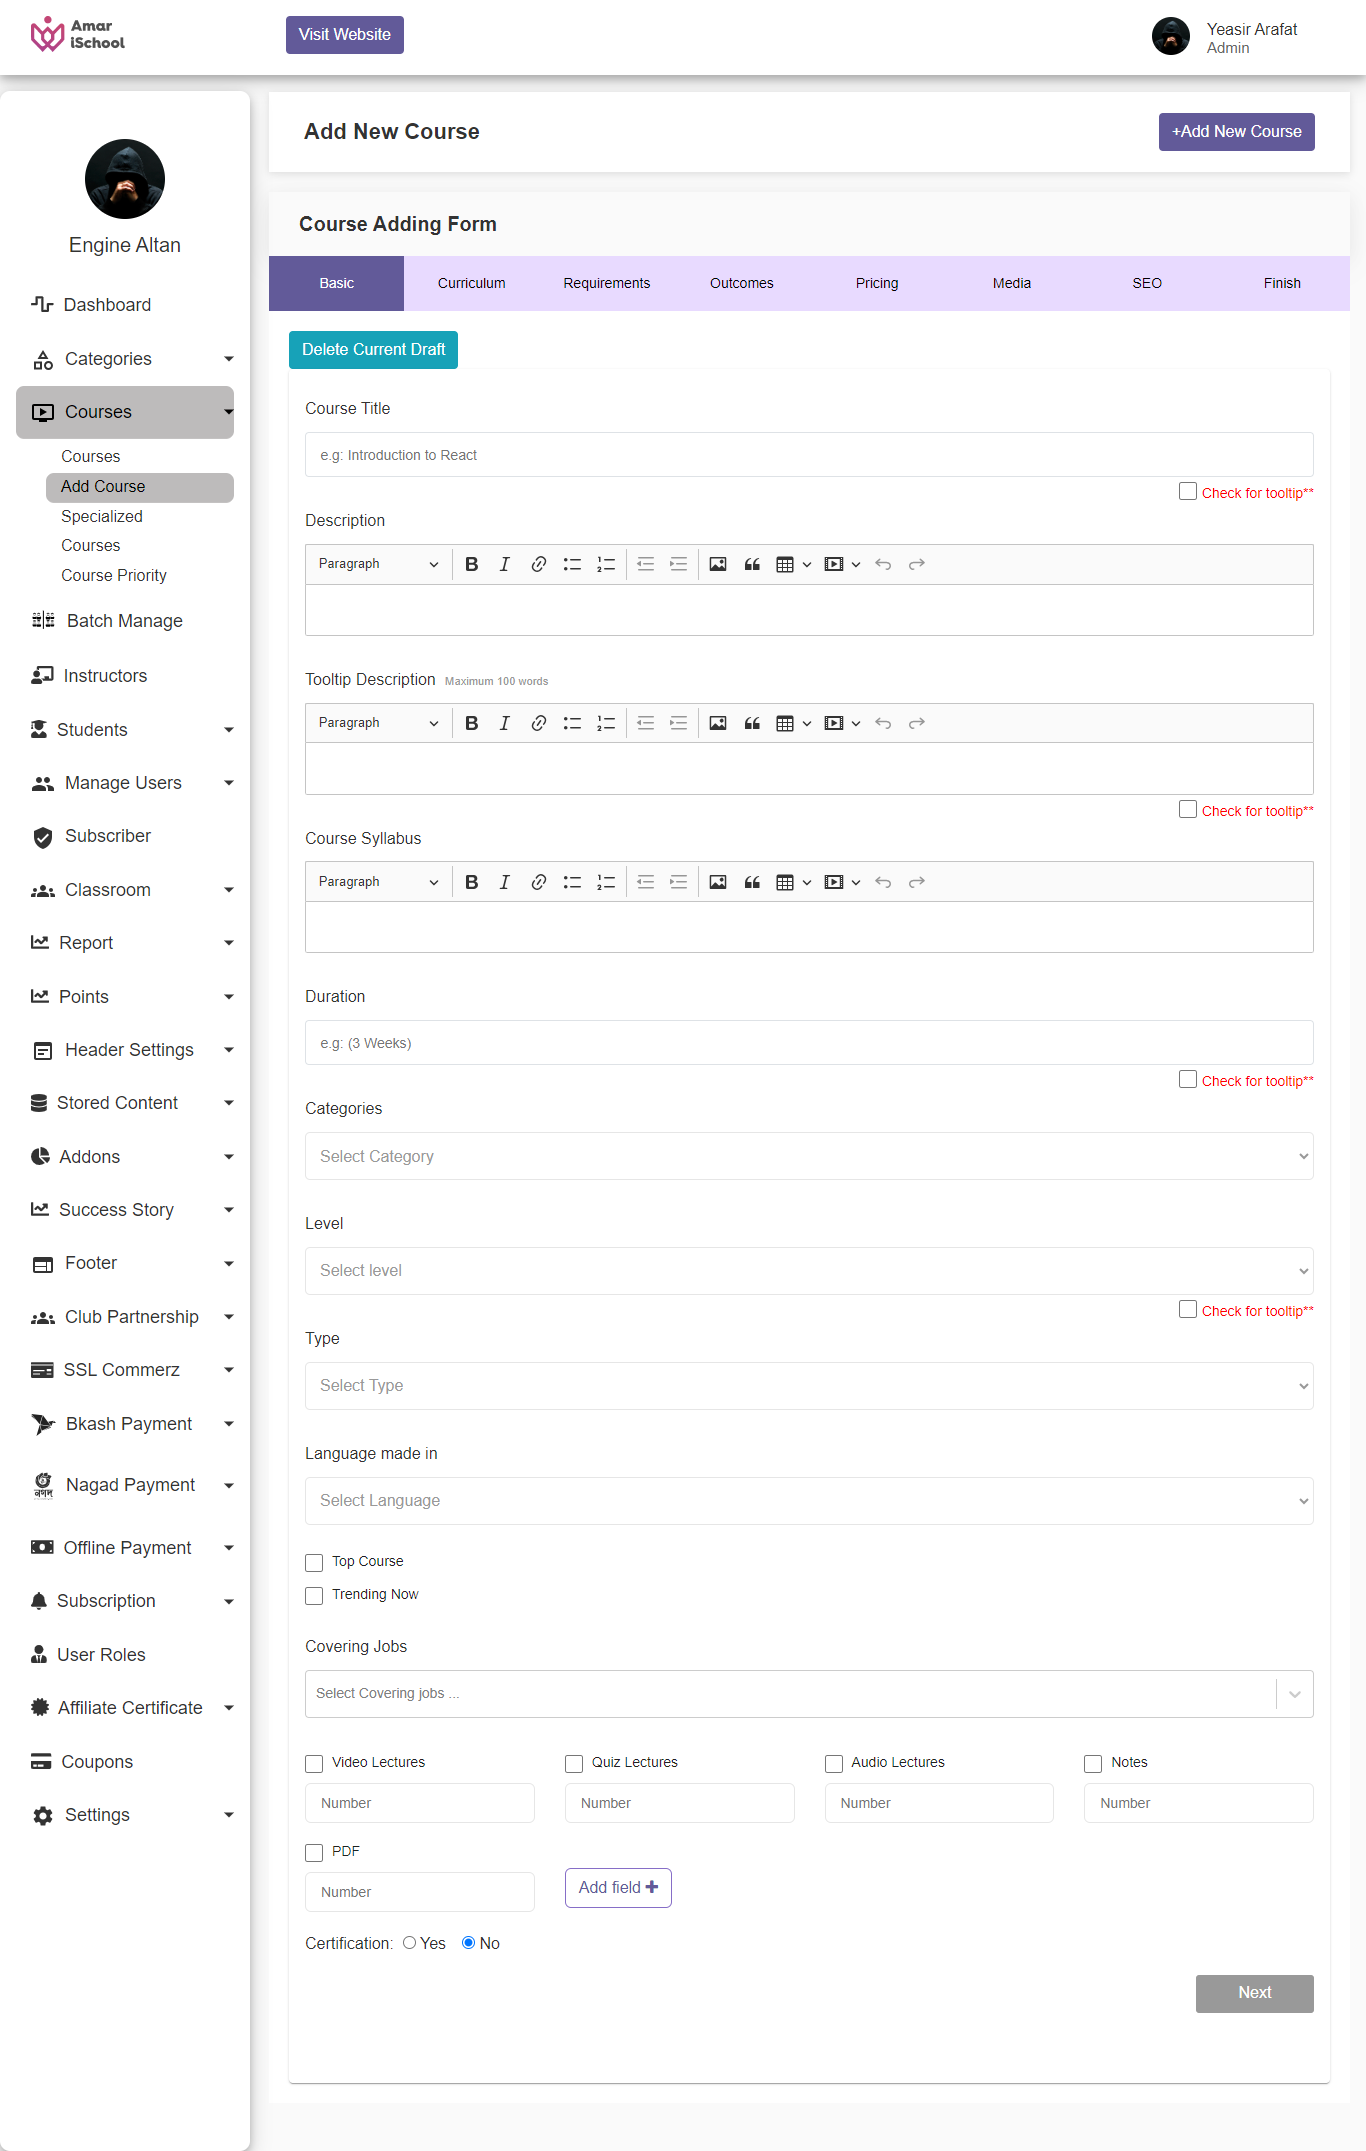 Amar
iSchool
Visit Website
Yeasir Arafat
Admin
Engine Altan
Dashboard
Categories
Courses
Courses
Add Course
Specialized
Courses
Course Priority
Batch Manage
Instructors
Students
Manage Users
Subscriber
Classroom
Report
Points
Header Settings
Stored Content
Addons
Success Story
Footer
Club Partnership
SSL Commerz
Bkash Payment
নগদ
Nagad Payment
Offline Payment
Subscription
User Roles
Affiliate Certificate
Coupons
Settings
Add New Course
+Add New Course
Course Adding Form
Basic Curriculum Requirements Outcomes Pricing Media SEO Finish
Delete Current Draft
Course Title
e.g: Introduction to React
Check for tooltip**
Description
Paragraph
Tooltip Description Maximum 100 words
Paragraph
Check for tooltip**
Course Syllabus
Paragraph
Duration
e.g: (3 Weeks)
Check for tooltip**
Categories
Select Category
Level
Select level
Check for tooltip**
Type
Select Type
Language made in
Select Language
Top Course
Trending Now
Covering Jobs
Select Covering jobs ...
Video Lectures Quiz Lectures Audio Lectures Notes
Number Number Number Number
PDF
Number
Add field
Certification: Yes No
Next